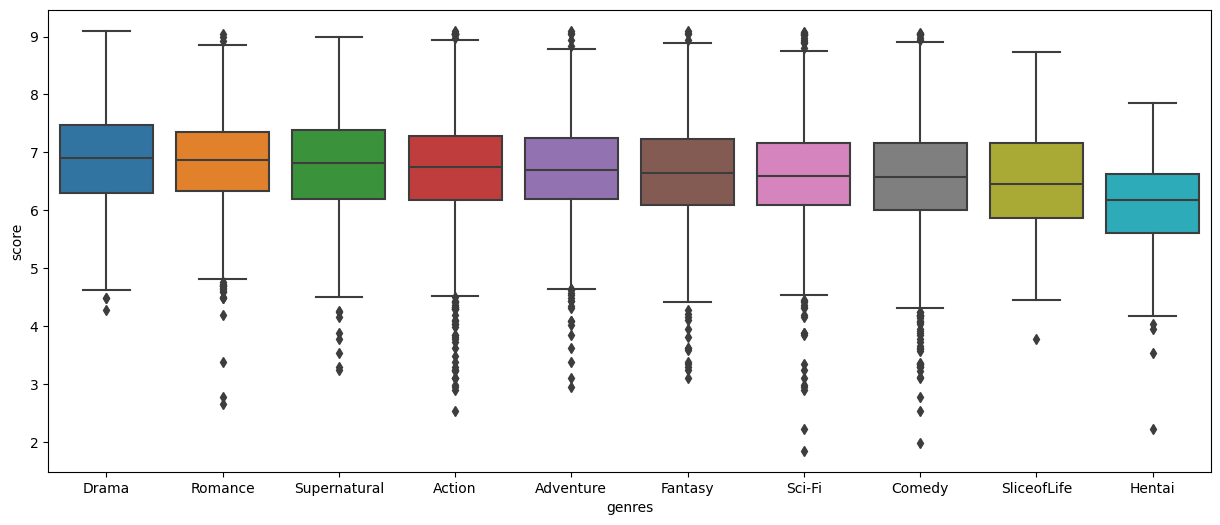 9
8
7
6
5
4
3
2
score
Drama Romance Supernatural Action Adventure Fantasy Sci-Fi Comedy SliceofLife Hentai
genres